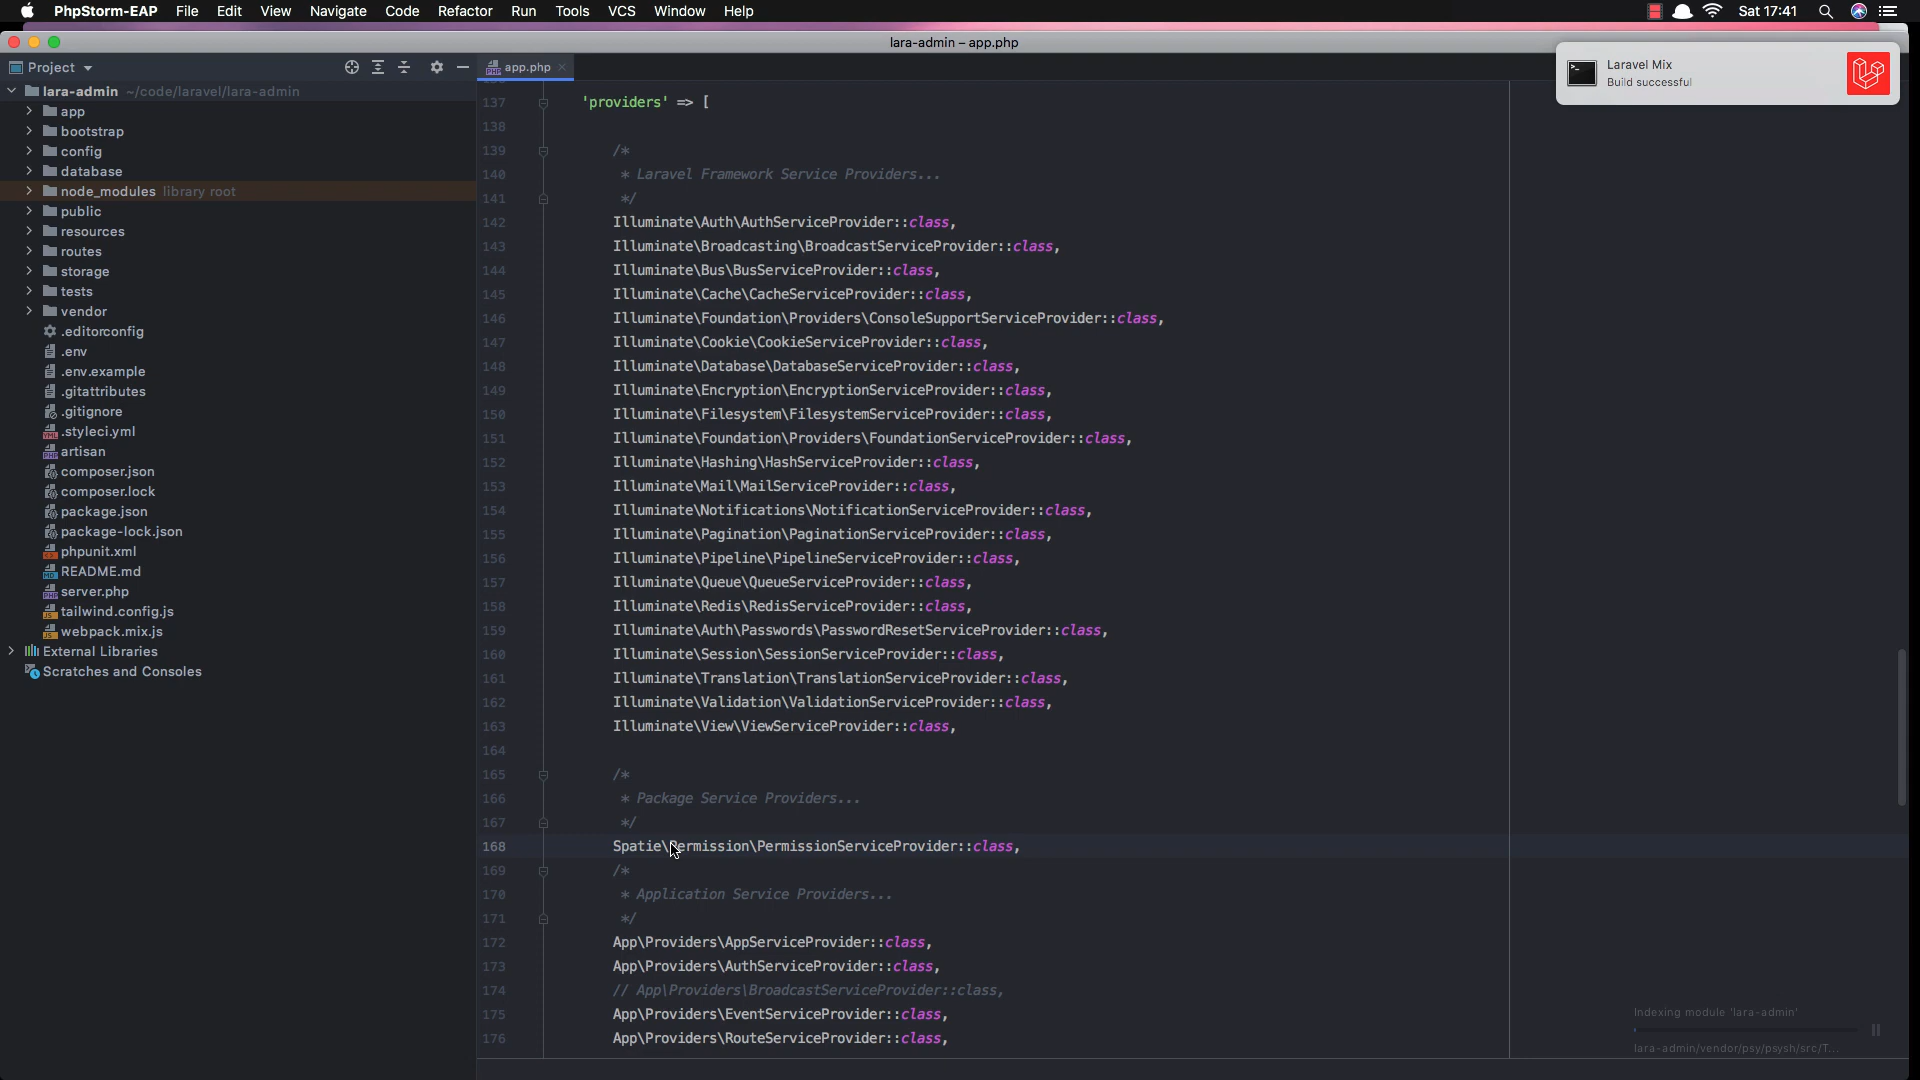 PhpStorm-EAP File Edit View Navigate Code Refactor Run Tools VCS Window Help Sat 17:41
lara-admin – app.php
Project
app.php
Laravel Mix
Build successful
lara-admin ~/code/laravel/lara-admin
app
bootstrap
config
database
node_modules library root
public
resources
routes
storage
tests
vendor
.editorconfig
.env
.env.example
.gitattributes
.gitignore
.styleci.yml
artisan
composer.json
composer.lock
package.json
package-lock.json
phpunit.xml
README.md
server.php
tailwind.config.js
webpack.mix.js
External Libraries
Scratches and Consoles
137 'providers' => [
138
139 /*
140 * Laravel Framework Service Providers...
141 */
142 Illuminate\Auth\AuthServiceProvider::class,
143 Illuminate\Broadcasting\BroadcastServiceProvider::class,
144 Illuminate\Bus\BusServiceProvider::class,
145 Illuminate\Cache\CacheServiceProvider::class,
146 Illuminate\Foundation\Providers\ConsoleSupportServiceProvider::class,
147 Illuminate\Cookie\CookieServiceProvider::class,
148 Illuminate\Database\DatabaseServiceProvider::class,
149 Illuminate\Encryption\EncryptionServiceProvider::class,
150 Illuminate\Filesystem\FilesystemServiceProvider::class,
151 Illuminate\Foundation\Providers\FoundationServiceProvider::class,
152 Illuminate\Hashing\HashServiceProvider::class,
153 Illuminate\Mail\MailServiceProvider::class,
154 Illuminate\Notifications\NotificationServiceProvider::class,
155 Illuminate\Pagination\PaginationServiceProvider::class,
156 Illuminate\Pipeline\PipelineServiceProvider::class,
157 Illuminate\Queue\QueueServiceProvider::class,
158 Illuminate\Redis\RedisServiceProvider::class,
159 Illuminate\Auth\Passwords\PasswordResetServiceProvider::class,
160 Illuminate\Session\SessionServiceProvider::class,
161 Illuminate\Translation\TranslationServiceProvider::class,
162 Illuminate\Validation\ValidationServiceProvider::class,
163 Illuminate\View\ViewServiceProvider::class,
164
165 /*
166 * Package Service Providers...
167 */
168 Spatie\Permission\PermissionServiceProvider::class,
169 /*
170 * Application Service Providers...
171 */
172 App\Providers\AppServiceProvider::class,
173 App\Providers\AuthServiceProvider::class,
174 // App\Providers\BroadcastServiceProvider::class,
175 App\Providers\EventServiceProvider::class,
176 App\Providers\RouteServiceProvider::class,
Indexing module 'lara-admin'
lara-admin/vendor/psy/psysh/src/T...